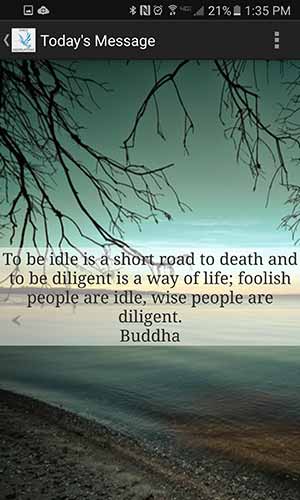 21% 1:35 PM
Today's Message
To be idle is a short road to death and
to be diligent is a way of life; foolish
people are idle, wise people are
diligent.
Buddha